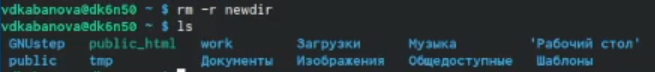 vdkabanova@dk6n50 ~ $ rm -r newdir
vdkabanova@dk6n50 ~ $ ls
GNUstep public_html work Загрузки Музыка 'Рабочий стол'
public tmp Документы Изображения Общедоступные Шаблоны